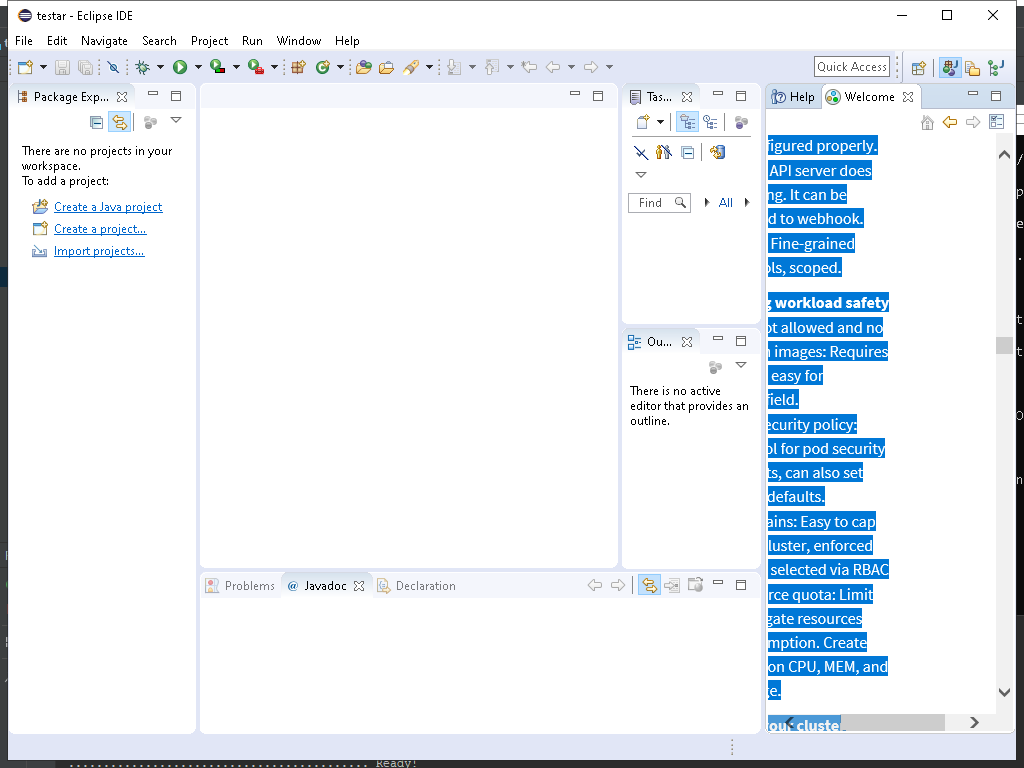 testar - Eclipse IDE
File Edit Navigate Search Project Run Window Help
Quick Access
Package Exp...
There are no projects in your
workspace.
To add a project:
Create a Java project
Create a project...
Import projects...
Tas...
Find
All
Ou...
There is no active
editor that provides an
outline.
Problems @ Javadoc Declaration
Help Welcome
figured properly.
API server does
ng. It can be
d to webhook.
Fine-grained
ols, scoped.
g workload safety
ot allowed and no
images: Requires
easy for
field.
ecurity policy:
ol for pod security
ts, can also set
defaults.
ains: Easy to cap
luster, enforced
selected via RBAC
rce quota: Limit
gate resources
mption. Create
on CPU, MEM, and
e.
your cluste
Ready!